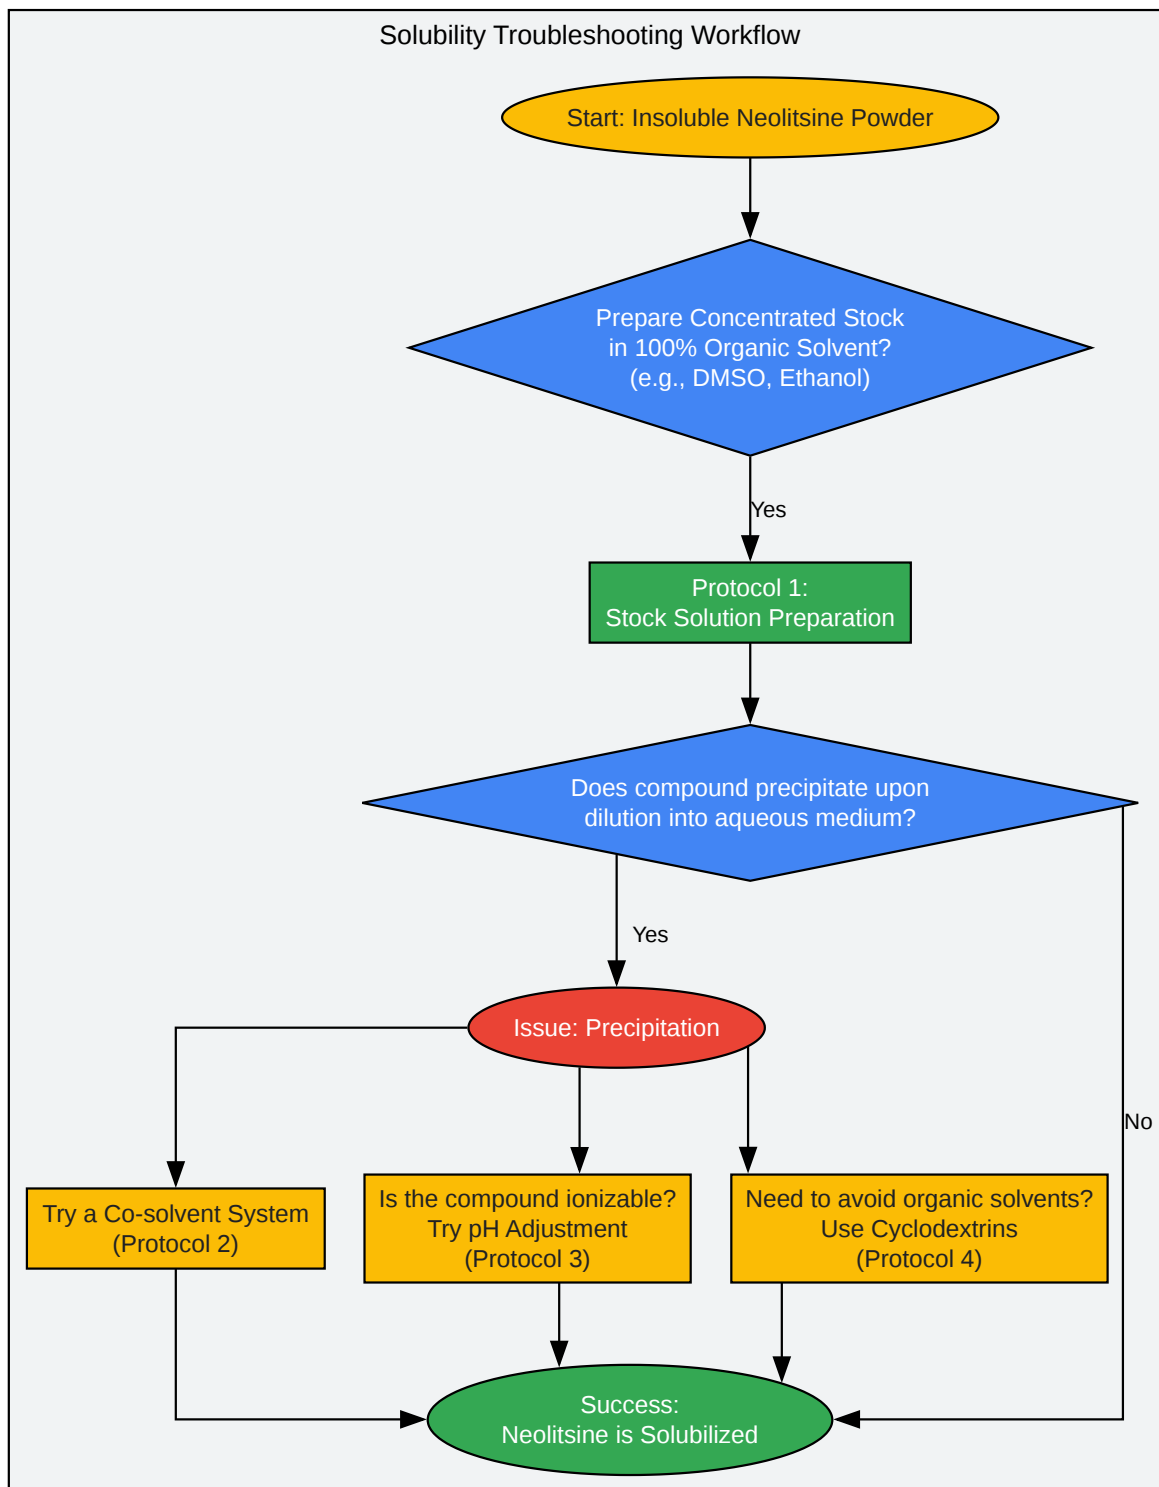 Solubility Troubleshooting Workflow
Start: Insoluble Neolitsine Powder
Prepare Concentrated Stock
in 100% Organic Solvent?
(e.g., DMSO, Ethanol)
Yes
Protocol 1:
Stock Solution Preparation
Does compound precipitate upon
dilution into aqueous medium?
Yes
Issue: Precipitation
No
Try a Co-solvent System
(Protocol 2)
Is the compound ionizable?
Try pH Adjustment
(Protocol 3)
Need to avoid organic solvents?
Use Cyclodextrins
(Protocol 4)
Success:
Neolitsine is Solubilized